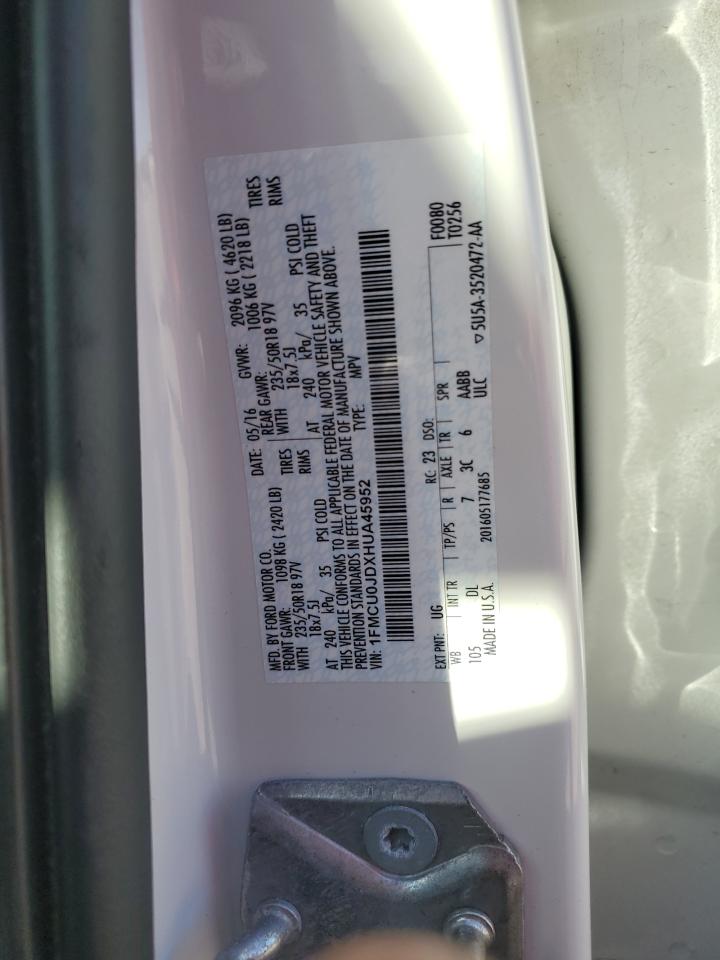 MFD. BY FORD MOTOR CO. DATE: 05/16 GVWR: 2096 KG ( 4620 LB)
FRONT GAWR: 1098 KG ( 2420 LB) REAR GAWR: 1006 KG ( 2218 LB)
WITH 235/50R18 97V TIRES WITH 235/50R18 97V TIRES
18x7.5J RIMS 18x7.5J RIMS
AT 240 kPa/ 35 PSI COLD AT 240 kPa/ 35 PSI COLD
THIS VEHICLE CONFORMS TO ALL APPLICABLE FEDERAL MOTOR VEHICLE SAFETY AND THEFT
PREVENTION STANDARDS IN EFFECT ON THE DATE OF MANUFACTURE SHOWN ABOVE.
VIN: 1FMCU0JDXHUA45952 TYPE: MPV
F0080
T0256
EXT PNT: UG RC: 23 DSO:
WB INT TR TP/PS R AXLE TR SPR
105 DL 7 3C 6 AABB
MADE IN U.S.A. 201605177685 ULC
▽5U5A-3520472-AA